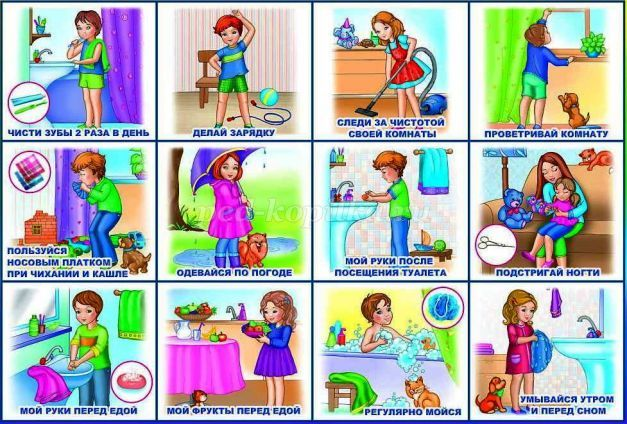 ЧИСТИ ЗУБЫ 2 РАЗА В ДЕНЬ
ДЕЛАЙ ЗАРЯДКУ
СЛЕДИ ЗА ЧИСТОТОЙ
СВОЕЙ КОМНАТЫ
ПРОВЕТРИВАЙ КОМНАТУ
ПОЛЬЗУЙСЯ
НОСОВЫМ ПЛАТКОМ
ПРИ ЧИХАНИИ И КАШЛЕ
ОДЕВАЙСЯ ПО ПОГОДЕ
МОЙ РУКИ ПОСЛЕ
ПОСЕЩЕНИЯ ТУАЛЕТА
ПОДСТРИГАЙ НОГТИ
МОЙ РУКИ ПЕРЕД ЕДОЙ
МОЙ ФРУКТЫ ПЕРЕД ЕДОЙ
РЕГУЛЯРНО МОЙСЯ
УМЫВАЙСЯ УТРОМ
И ПЕРЕД СНОМ